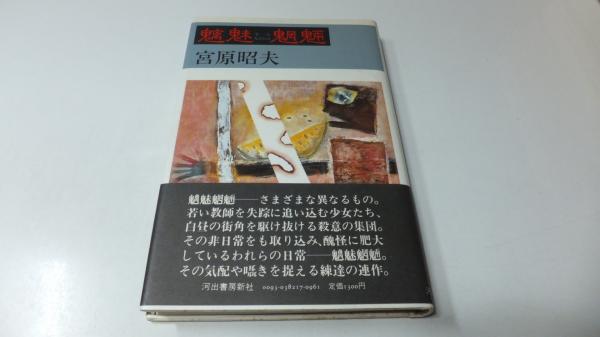 魑魅魍魎
宮原昭夫
魑魅魍魎——さまざまな異なるもの。
若い教師を失踪に追い込む少女たち、
白昼の街角を駆け抜ける殺意の集団。
その非日常をも取り込み、醜怪に肥大
しているわれらの日常——魑魅魍魎。
その気配や囁きを捉える練達の連作。
河出書房新社 0093-038217-0961 定価1300円